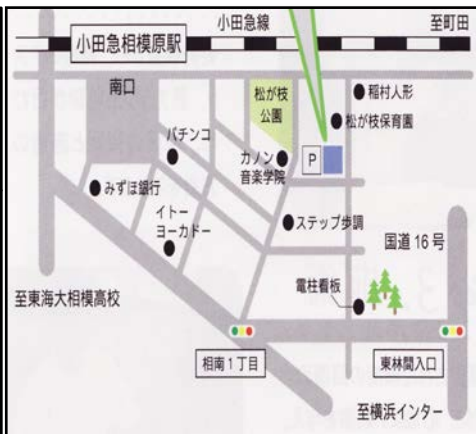 小田急線
至町田
小田急相模原駅
南口
松が枝
公園
稲村人形
松が枝保育園
パチンコ
カノン
音楽学院
P
みずほ銀行
イトー
ヨーカドー
ステップ歩調
国道16号
電柱看板
至東海大相模高校
相南1丁目
東林間入口
至横浜インター